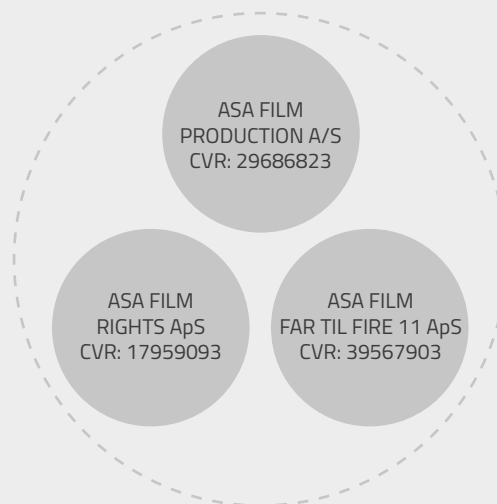 ASA FILM
PRODUCTION A/S
CVR: 29686823
ASA FILM
RIGHTS ApS
CVR: 17959093
ASA FILM
FAR TIL FIRE 11 ApS
CVR: 39567903